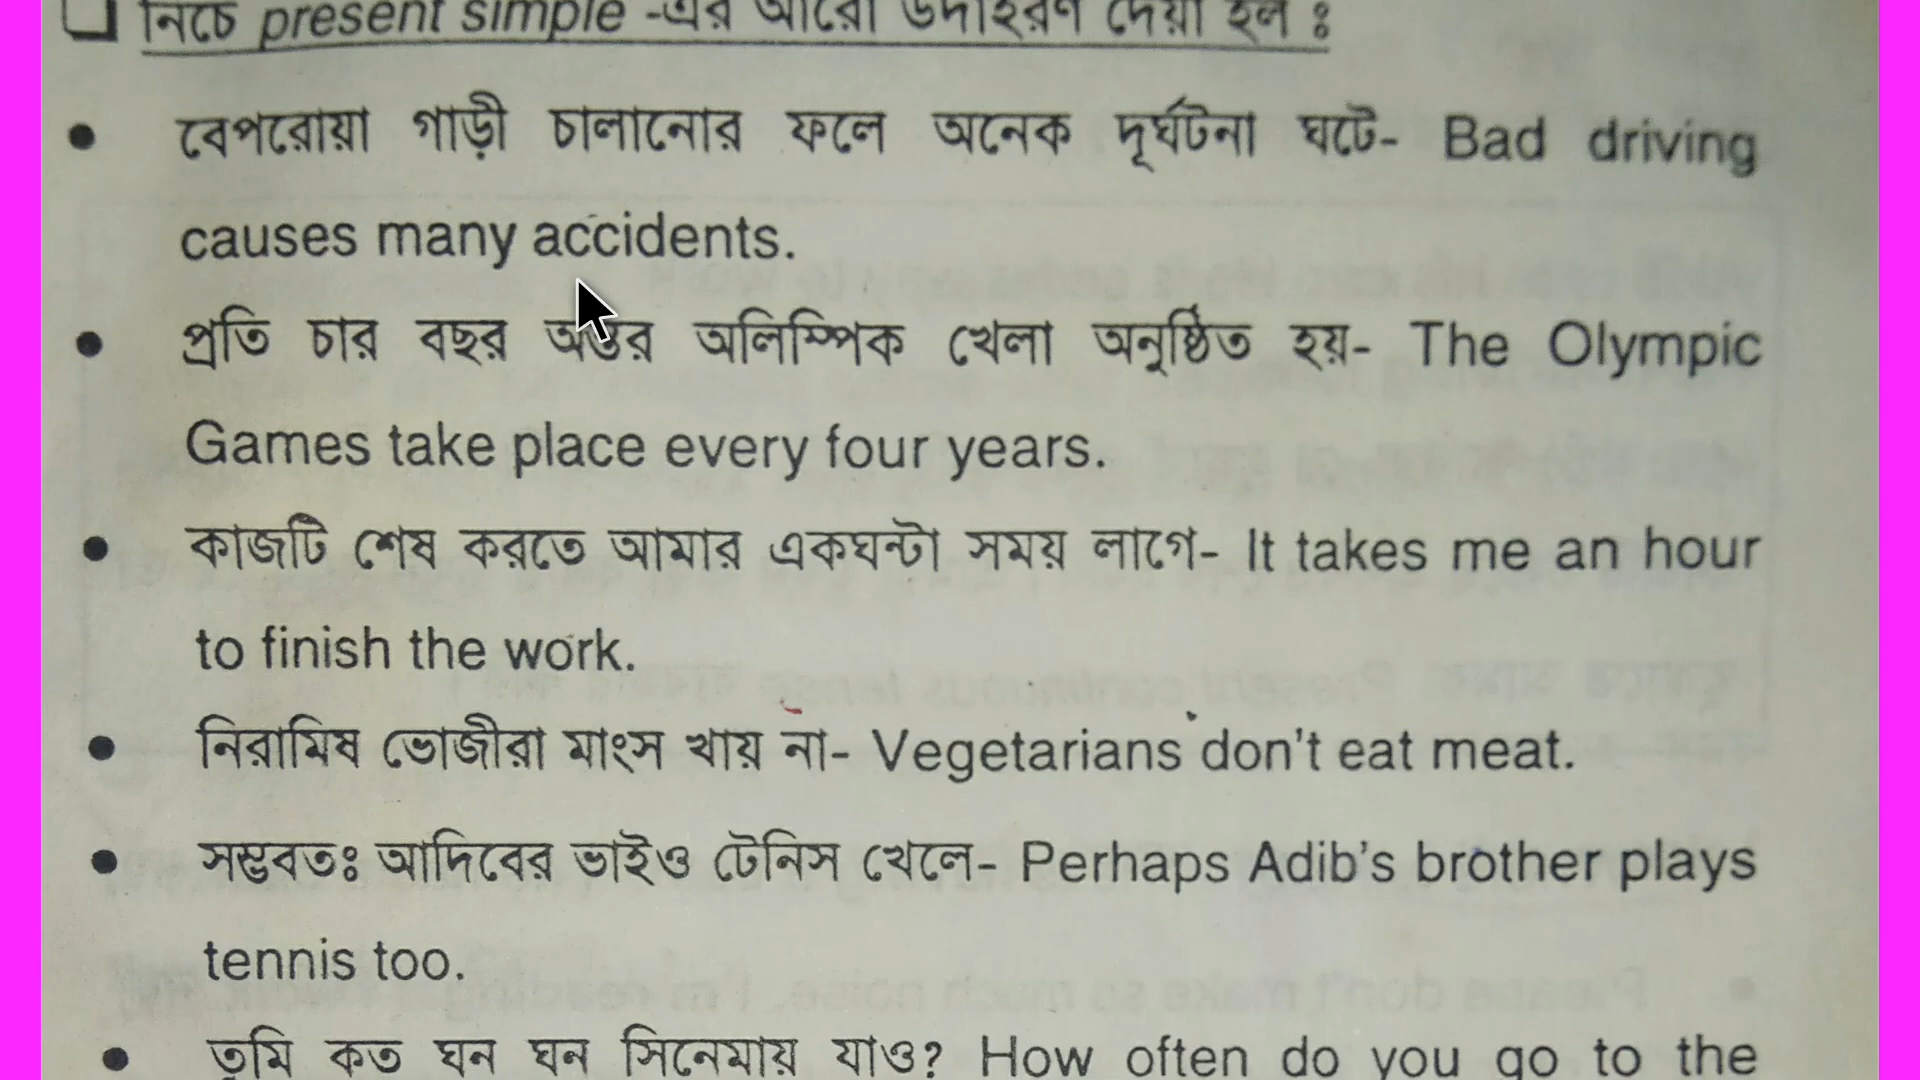 নিচে present simple -এর আরো উদাহরণ দেয়া হল ঃ
বেপরোয়া গাড়ী চালানোর ফলে অনেক দূর্ঘটনা ঘটে- Bad driving
causes many accidents.
প্রতি চার বছর অন্তর অলিম্পিক খেলা অনুষ্ঠিত হয়- The Olympic
Games take place every four years.
কাজটি শেষ করতে আমার একঘন্টা সময় লাগে- It takes me an hour
to finish the work.
নিরামিষ ভোজীরা মাংস খায় না- Vegetarians don't eat meat.
সম্ভবতঃ আদিবের ভাইও টেনিস খেলে- Perhaps Adib's brother plays
tennis too.
তুমি কত ঘন ঘন সিনেমায় যাও? How often do you go to the